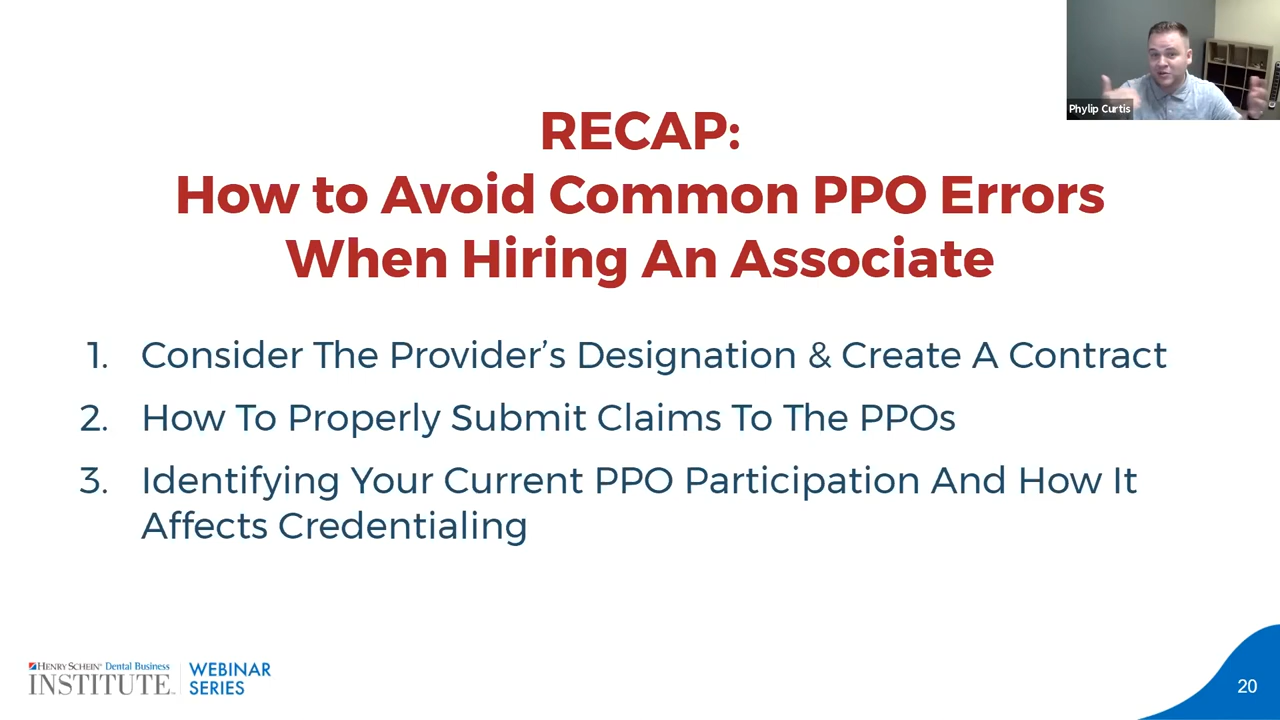 Phylip Curtis
RECAP:
How to Avoid Common PPO Errors
When Hiring An Associate
1. Consider The Provider’s Designation & Create A Contract
2. How To Properly Submit Claims To The PPOs
3. Identifying Your Current PPO Participation And How It
Affects Credentialing
HENRY SCHEIN® Dental Business
INSTITUTE™
WEBINAR
SERIES
20